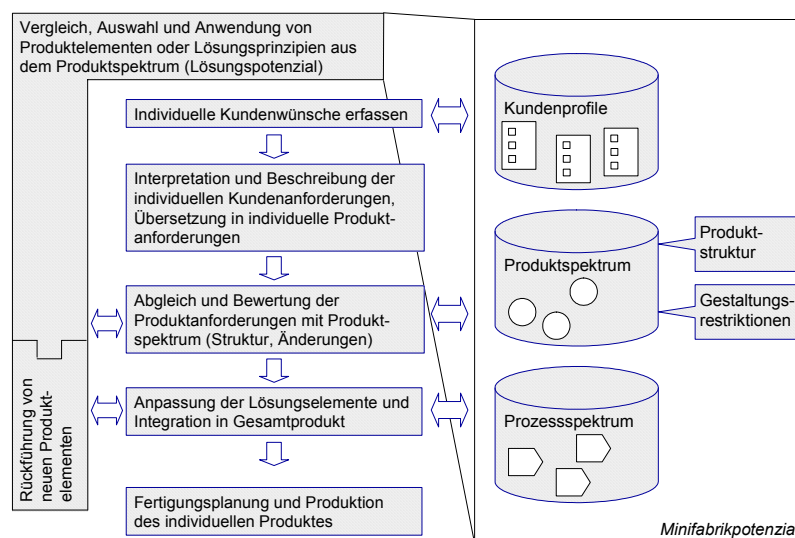 Vergleich, Auswahl und Anwendung von
Produktelementen oder Lösungsprinzipien aus
dem Produktspektrum (Lösungspotenzial)
Individuelle Kundenwünsche erfassen
Interpretation und Beschreibung der
individuellen Kundenanforderungen,
Übersetzung in individuelle Produkt-
anforderungen
Abgleich und Bewertung der
Produktanforderungen mit Produkt-
spektrum (Struktur, Änderungen)
Anpassung der Lösungselemente und
Integration in Gesamtprodukt
Fertigungsplanung und Produktion
des individuellen Produktes
Rückführung von
neuen Produkt-
elementen
Kundenprofile
Produktspektrum
Produkt-
struktur
Gestaltungs-
restriktionen
Prozessspektrum
Minifabrikpotenzia